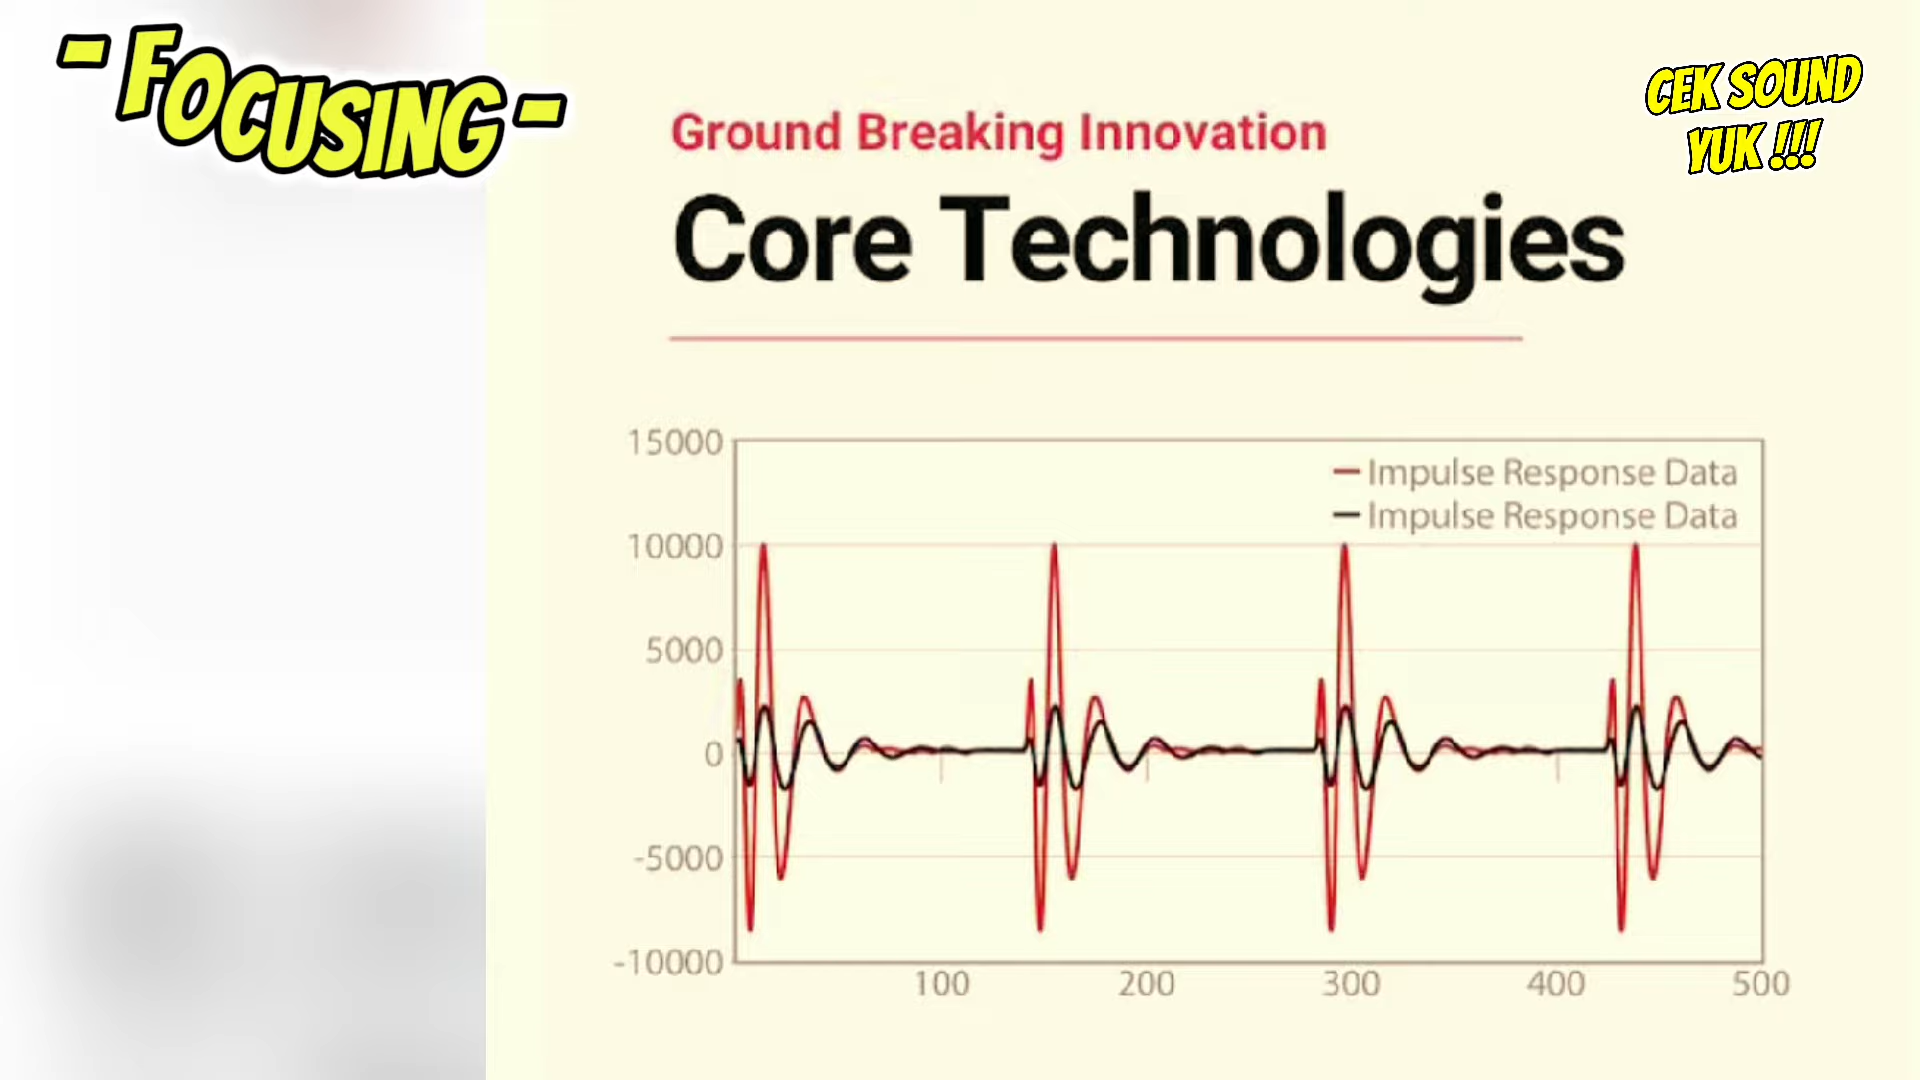 - FOCUSING -
CEK SOUND
YUK !!!
Ground Breaking Innovation
Core Technologies
15000
10000
5000
0
-5000
-10000
Impulse Response Data
Impulse Response Data
100 200 300 400 500